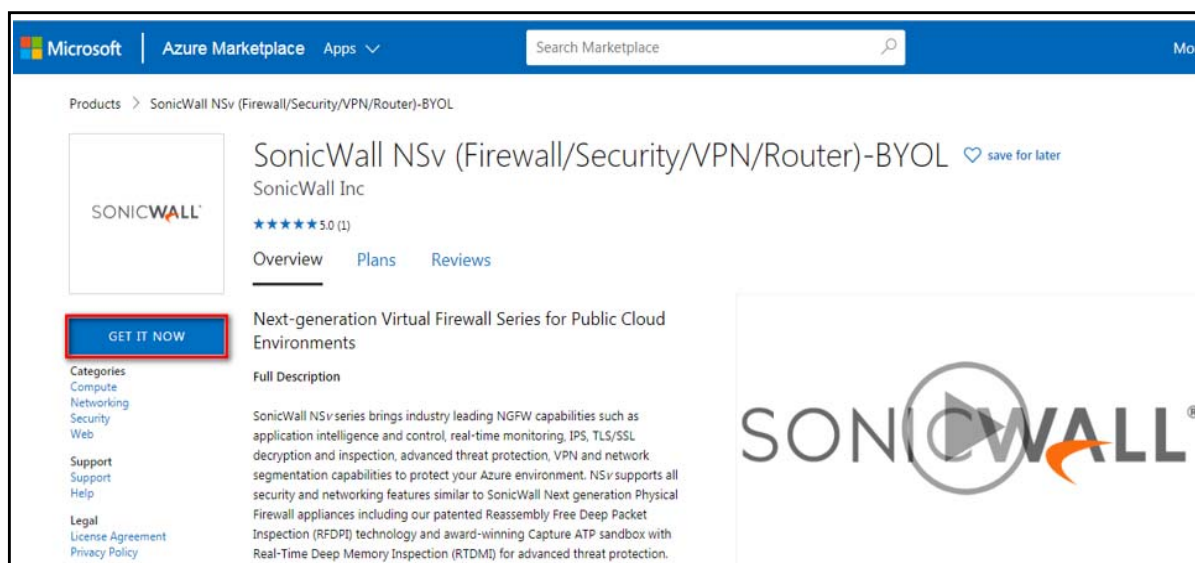 Microsoft
Azure Marketplace
Apps
Search Marketplace
Mo
Products > SonicWall NSv (Firewall/Security/VPN/Router)-BYOL
SONICWALL
SonicWall NSv (Firewall/Security/VPN/Router)-BYOL
save for later
SonicWall Inc
5.0 (1)
Overview Plans Reviews
GET IT NOW
Categories
Compute
Networking
Security
Web
Support
Support
Help
Legal
License Agreement
Privacy Policy
Next-generation Virtual Firewall Series for Public Cloud
Environments
Full Description
SonicWall NSv series brings industry leading NGFW capabilities such as
application intelligence and control, real-time monitoring, IPS, TLS/SSL
decryption and inspection, advanced threat protection, VPN and network
segmentation capabilities to protect your Azure environment. NSv supports all
security and networking features similar to SonicWall Next generation Physical
Firewall appliances including our patented Reassembly Free Deep Packet
Inspection (RFDPI) technology and award-winning Capture ATP sandbox with
Real-Time Deep Memory Inspection (RTDMI) for advanced threat protection.
SONICWALL®